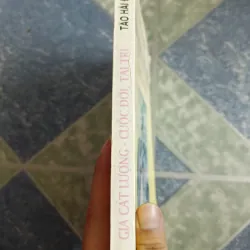 GIA CÁT LƯỢNG - CUỘC ĐỜI, TÀI TRÍ
TÀO HẢI